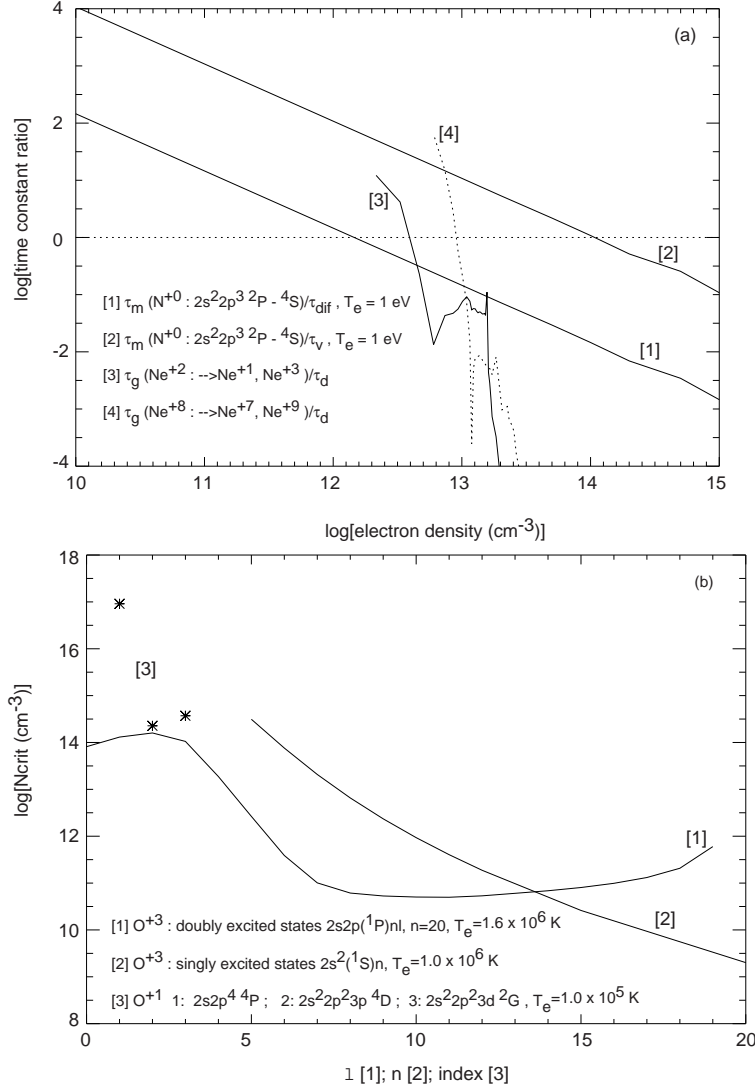 4
2
0
-2
-4
log[time constant ratio]
(a)
[4]
[3]
[2]
[1]
[1] τm (N+0 : 2s22p3 2P - 4S)/τdif , Te = 1 eV
[2] τm (N+0 : 2s22p3 2P - 4S)/τv , Te = 1 eV
[3] τg (Ne+2 : -->Ne+1, Ne+3 )/τd
[4] τg (Ne+8 : -->Ne+7, Ne+9)/τd
10 11 12 13 14 15
log[electron density (cm-3)]
18
16
14
12
10
8
log[Ncrit (cm-3)]
(b)
[3]
[1]
[2]
[1] O+3 : doubly excited states 2s2p(1P)nl, n=20, Te=1.6 x 106 K
[2] O+3 : singly excited states 2s2(1S)n, Te=1.0 x 106 K
[3] O+1 1: 2s2p4 4P ; 2: 2s22p23p 4D ; 3: 2s22p23d 2G , Te=1.0 x 105 K
0 5 10 15 20
l [1]; n [2]; index [3]